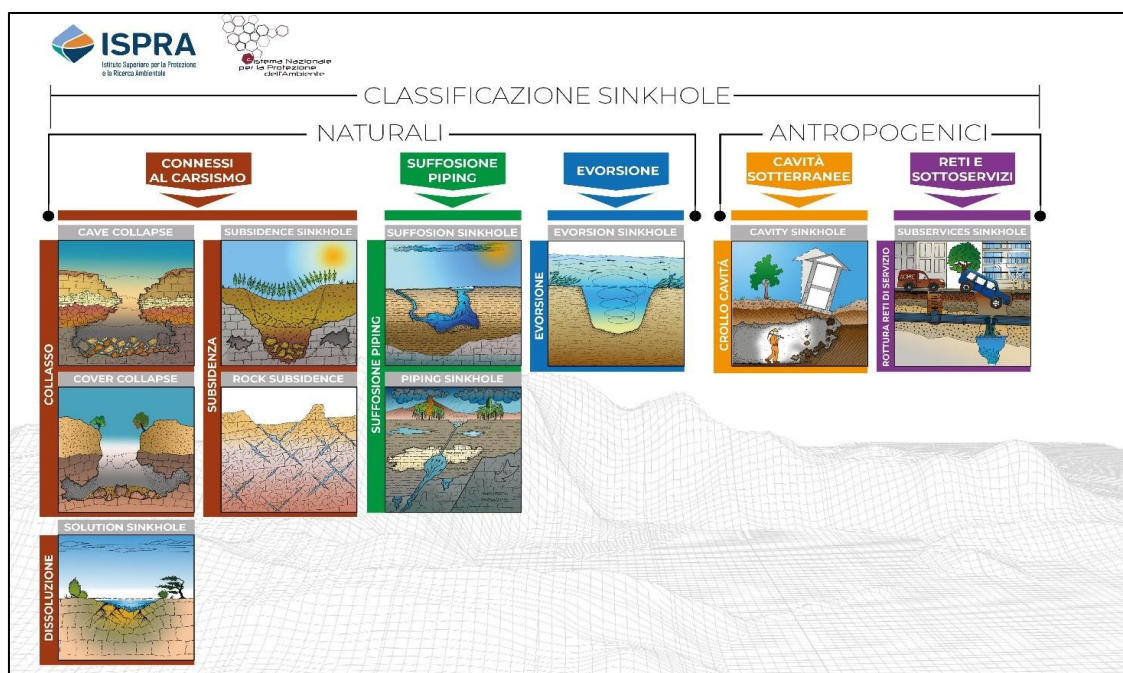 ISPRA
Istituto Superiore per la Protezione
e la Ricerca Ambientale
Sistema Nazionale
per la Protezione
dell'Ambiente
CLASSIFICAZIONE SINKHOLE
NATURALI
ANTROPOGENICI
CONNESSI
AL CARSISMO
SUFFOSIONE
PIPING
EVORSIONE
CAVITÀ
SOTTERRANEE
RETI E
SOTTOSERVIZI
COLLASSO
CAVE COLLAPSE
COVER COLLAPSE
SUBSIDENZA
SUBSIDENCE SINKHOLE
ROCK SUBSIDENCE
SUFFOSIONE PIPING
SUFFOSION SINKHOLE
PIPING SINKHOLE
EVORSIONE
EVORSION SINKHOLE
CROLLO CAVITÀ
CAVITY SINKHOLE
ROTTURA RETI DI SERVIZIO
SUBSERVICES SINKHOLE
ACME
DISSOLUZIONE
SOLUTION SINKHOLE